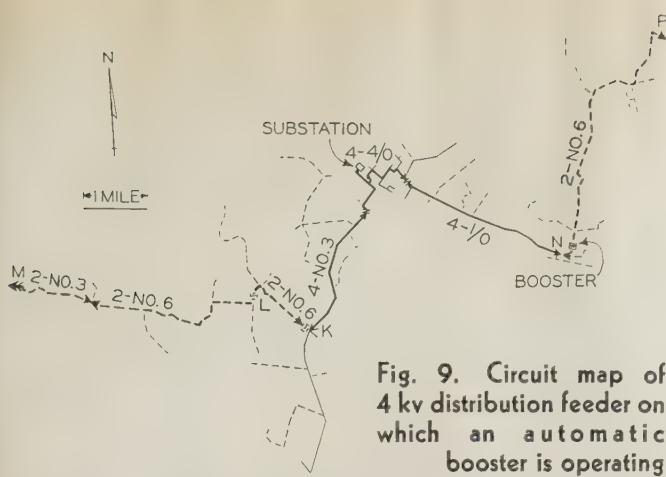 N
P
SUBSTATION
4-4/0
1 MILE
2-NO.6
4-1/0
4-NO.3
N
BOOSTER
M 2-NO.3
2-NO.6
L
2-NO.6
K
Fig. 9. Circuit map of
4 kv distribution feeder on
which an automatic
booster is operating